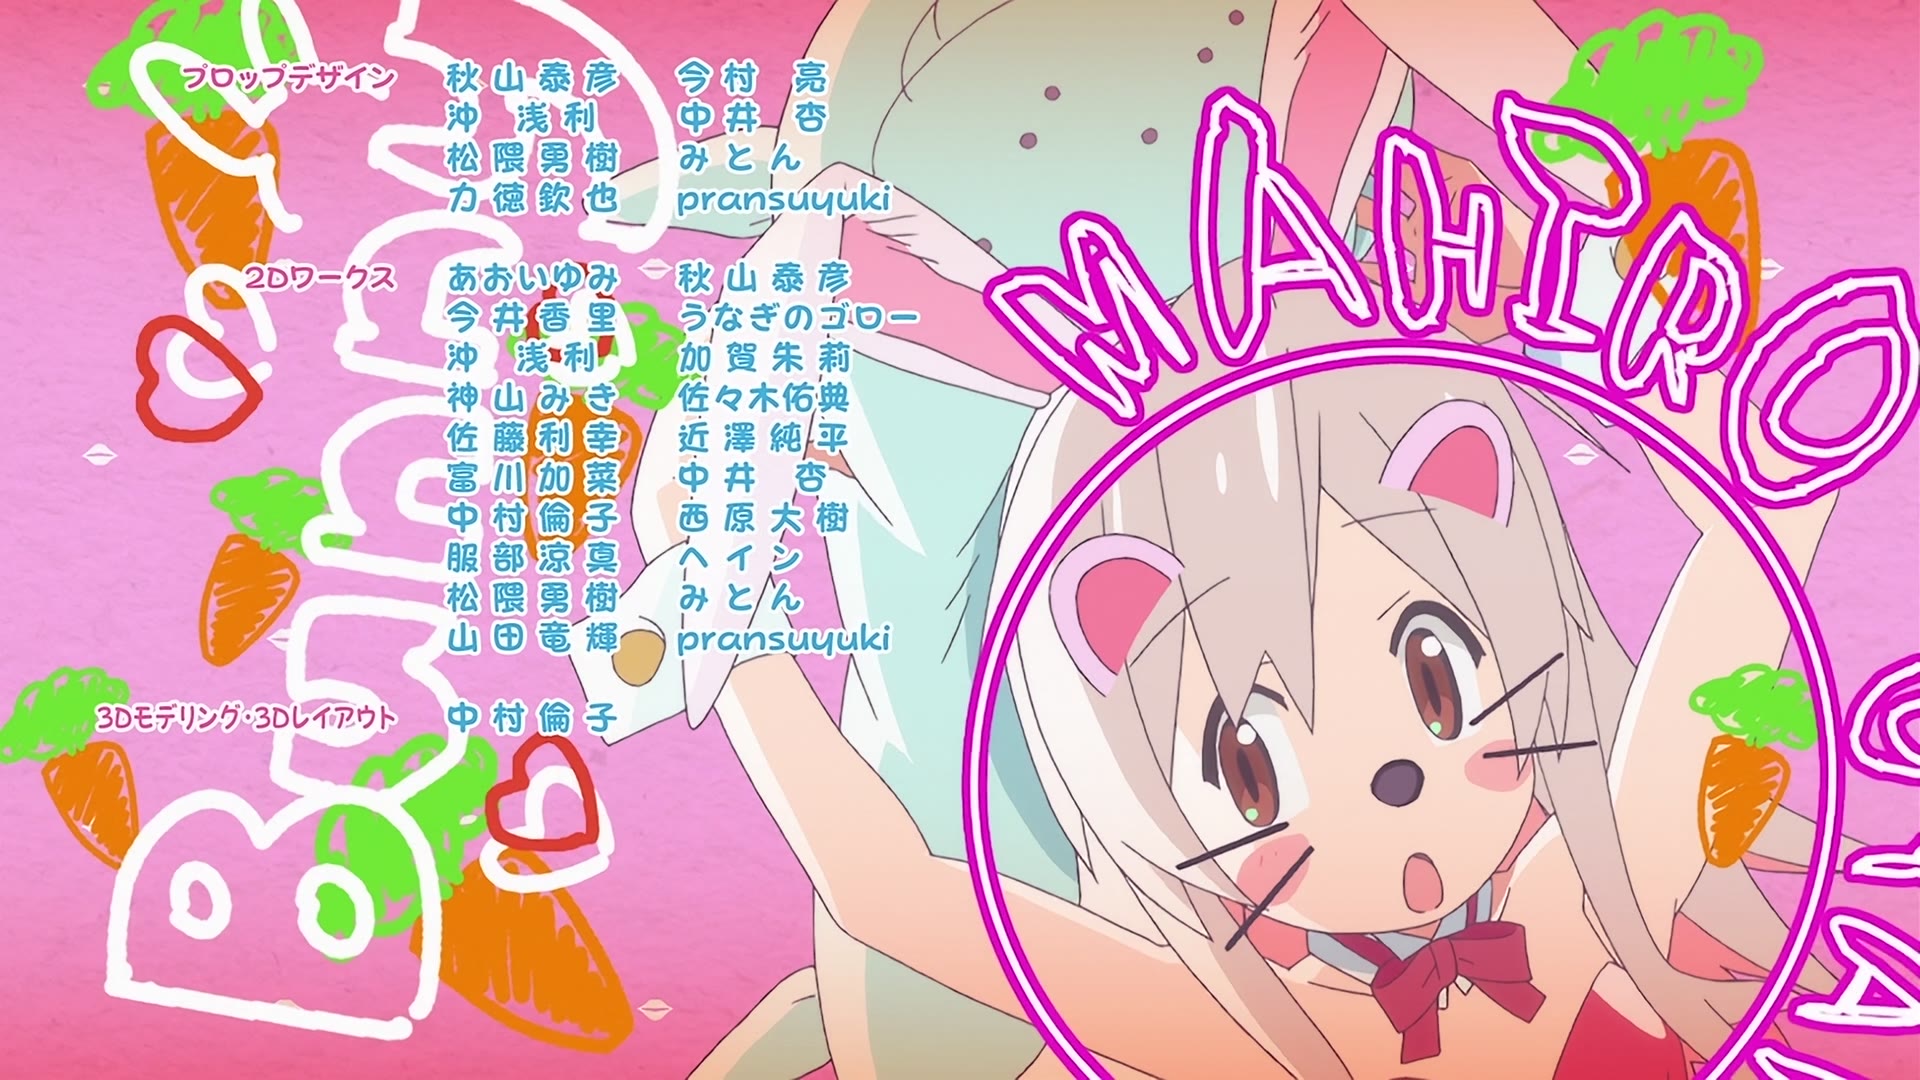 プロップデザイン
秋山泰彦 今村 亮
沖 浅利 中井 杏
松隈勇樹 みとん
力徳欽也 pransuyuki
2Dワークス
あおいゆみ 秋山泰彦
今井香里 うなぎのゴロー
沖 浅利 加賀朱莉
神山みき 佐々木佑典
佐藤利幸 近澤純平
富川加菜 中井 杏
中村倫子 西原大樹
服部涼真 ヘイン
松隈勇樹 みとん
山田竜輝 pransuyuki
3Dモデリング・3Dレイアウト
中村倫子
Bunny
MAHIRO